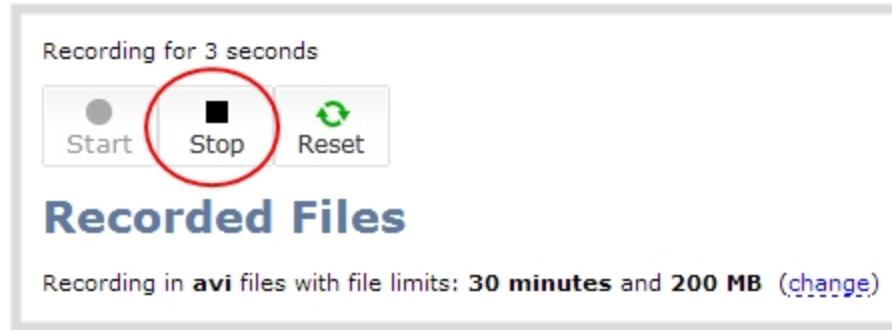 Recording for 3 seconds
Start Stop Reset
Recorded Files
Recording in avi files with file limits: 30 minutes and 200 MB (change)